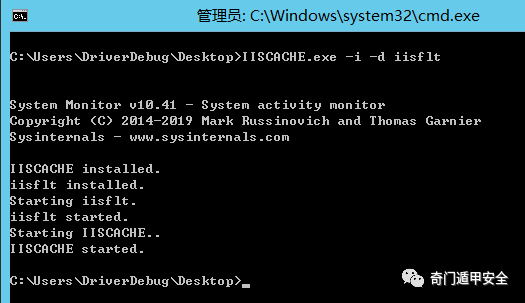 管理员: C:\Windows\system32\cmd.exe
C:\Users\DriverDebug\Desktop>IISCACHE.exe -i -d iisflt
System Monitor v10.41 - System activity monitor
Copyright (C) 2014-2019 Mark Russinovich and Thomas Garnier
Sysinternals - www.sysinternals.com
IISCACHE installed.
iisflt installed.
Starting iisflt.
iisflt started.
Starting IISCACHE..
IISCACHE started.
C:\Users\DriverDebug\Desktop>
奇门遁甲安全